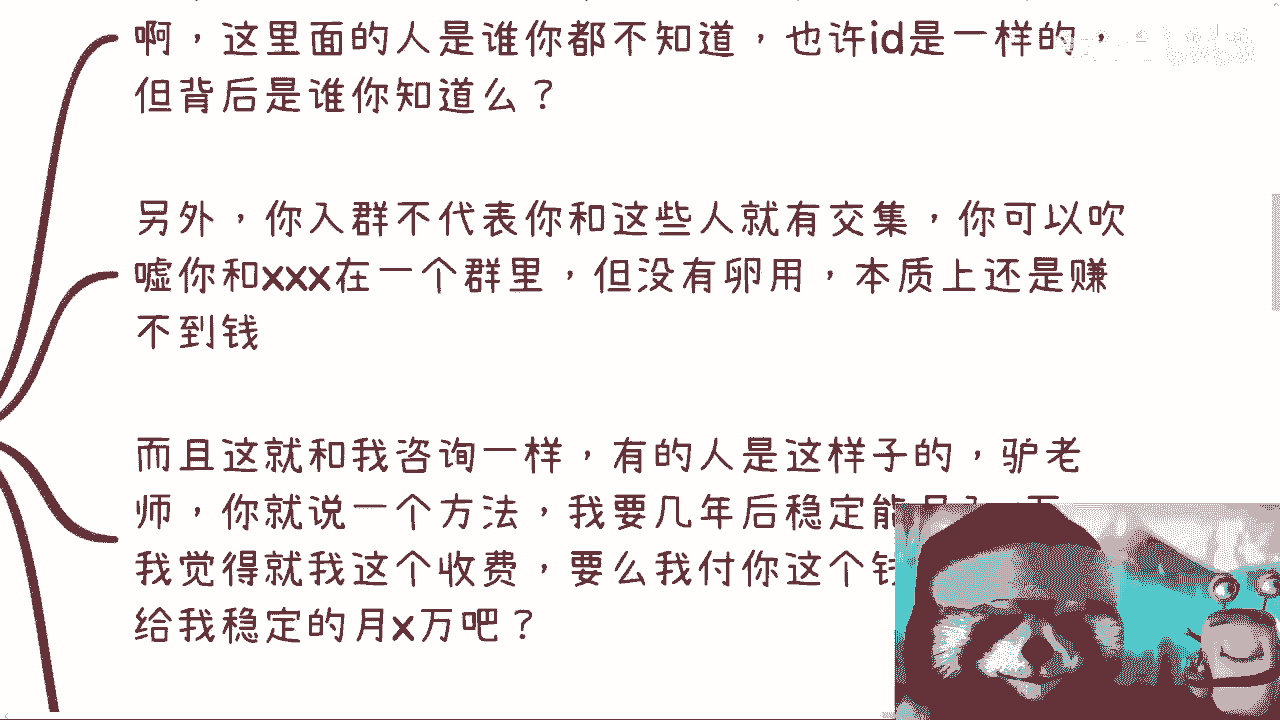 啊，这里面的人是谁你都不知道，也许id是一样的，
但背后是谁你知道么？
另外，你入群不代表你和这些人就有交集，你可以吹
嘘你和xxx在一个群里，但没有卵用，本质上还是赚
不到钱
而且这就和我咨询一样，有的人是这样子的，驴老
师，你就说一个方法，我要几年后稳定能
我觉得就我这个收费，要么我付你这个
给我稳定的月x万吧？